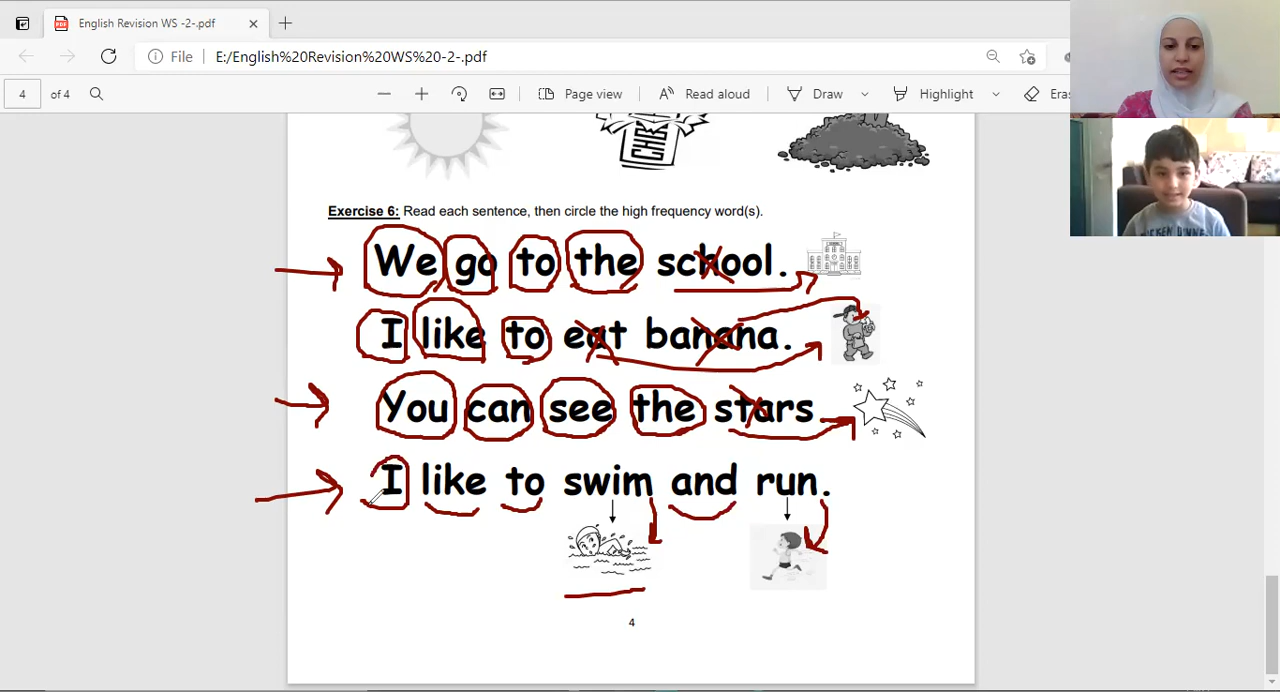 English Revision WS -2-.pdf
File E:/English%20Revision%20WS%20-2-.pdf
4 of 4 Page view Read aloud Draw Highlight
Exercise 6: Read each sentence, then circle the high frequency word(s).
We go to the school.
I like to eat banana.
You can see the stars
I like to swim and run.
4